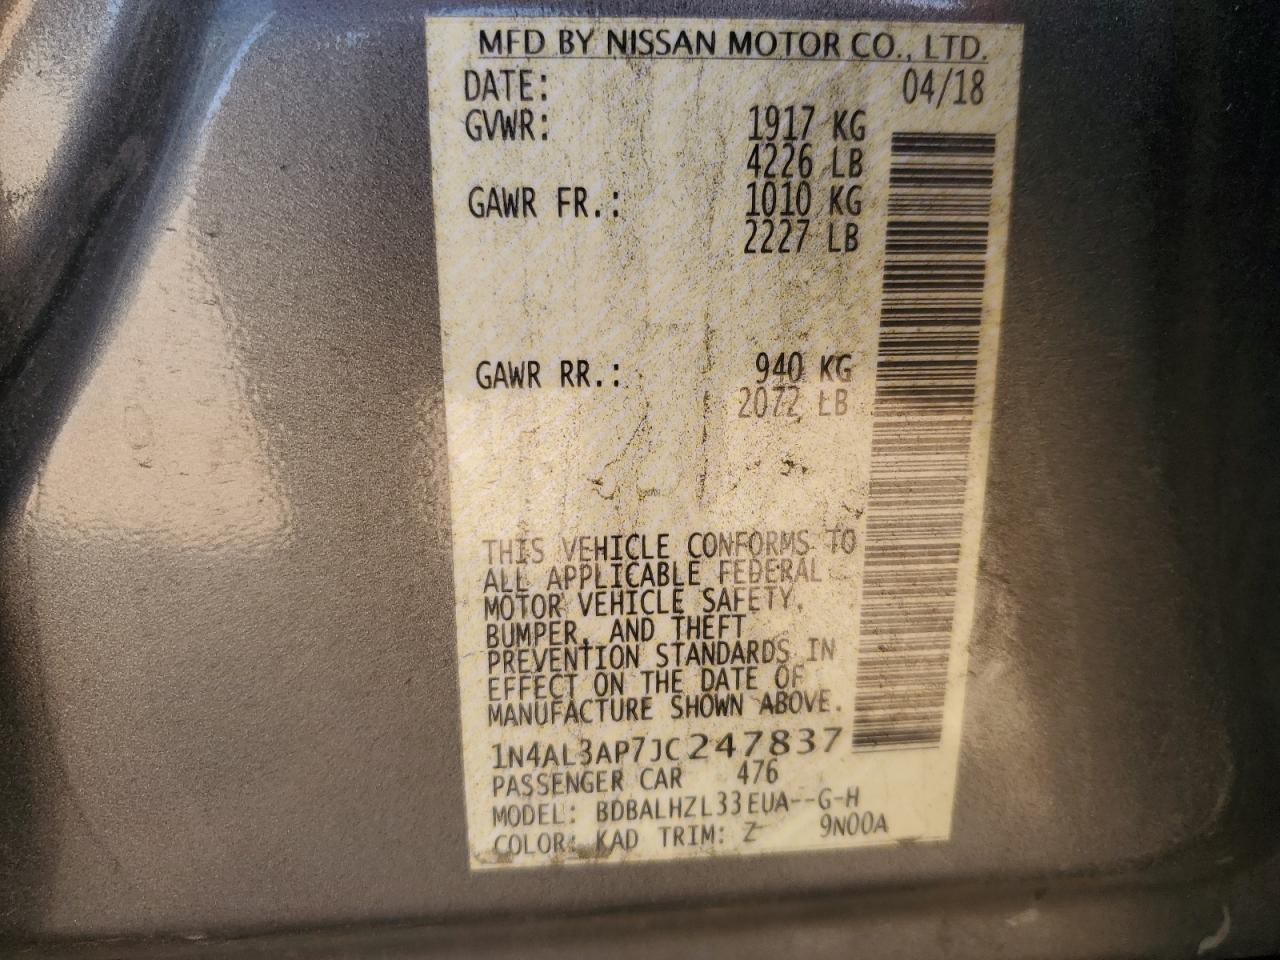 MFD BY NISSAN MOTOR CO., LTD.
DATE: 04/18
GVWR: 1917 KG
4226 LB
GAWR FR.: 1010 KG
2227 LB
GAWR RR.: 940 KG
2072 LB
THIS VEHICLE CONFORMS TO
ALL APPLICABLE FEDERAL
MOTOR VEHICLE SAFETY,
BUMPER, AND THEFT
PREVENTION STANDARDS IN
EFFECT ON THE DATE OF
MANUFACTURE SHOWN ABOVE.
1N4AL3AP7JC247837
PASSENGER CAR 476
MODEL: BDBALHZL33EUA--G-H
COLOR: KAD TRIM: Z 9N00A